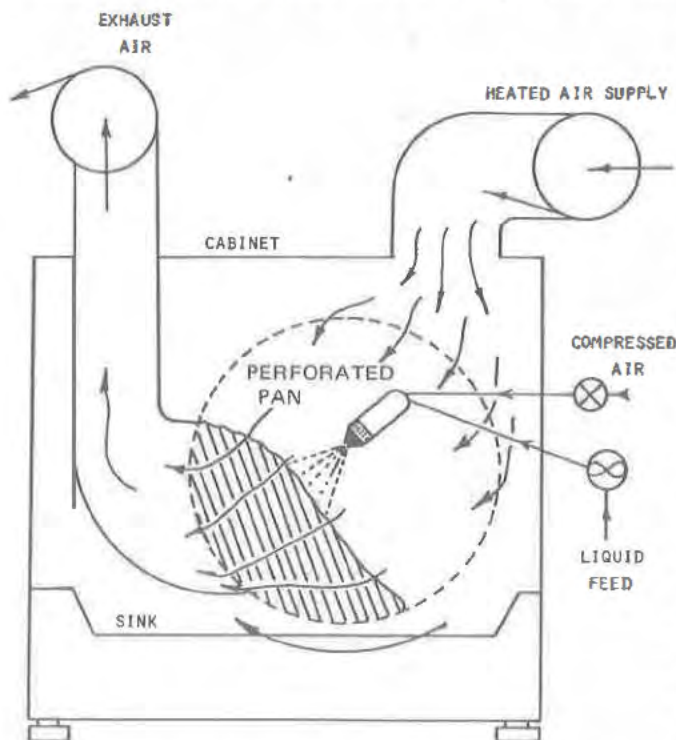 EXHAUST
AIR
HEATED AIR SUPPLY
CABINET
COMPRESSED
AIR
PERFORATED
PAN
LIQUID
FEED
SINK